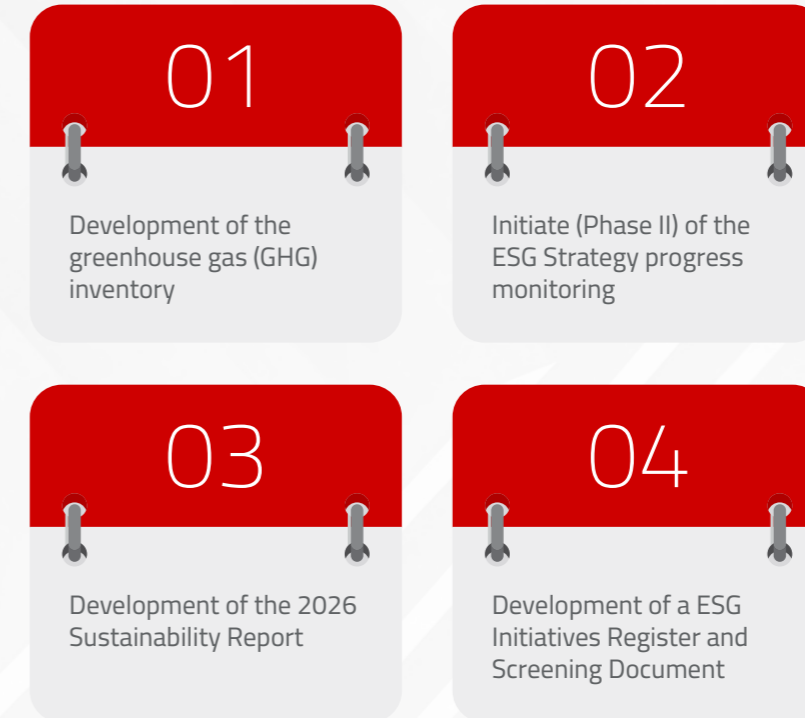 01
Development of the
greenhouse gas (GHG)
inventory
02
Initiate (Phase II) of the
ESG Strategy progress
monitoring
03
Development of the 2026
Sustainability Report
04
Development of a ESG
Initiatives Register and
Screening Document